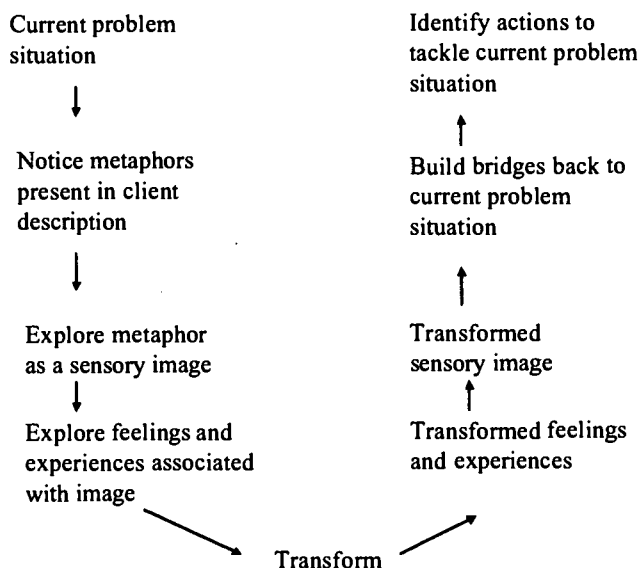 Current problem
situation
Notice metaphors
present in client
description
Explore metaphor
as a sensory image
Explore feelings and
experiences associated
with image
Transform
Transformed feelings
and experiences
Transformed
sensory image
Build bridges back to
current problem
situation
Identify actions to
tackle current problem
situation